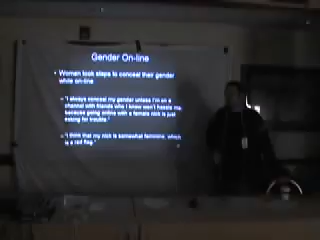 Gender On-line
• Women took steps to conceal their gender
while on-line
– "I always conceal my gender unless I'm on a
channel with friends who I know won't hassle me,
because going online with a female nick is just
asking for trouble."
– "I think that my nick is somewhat feminine, which
is a red flag."